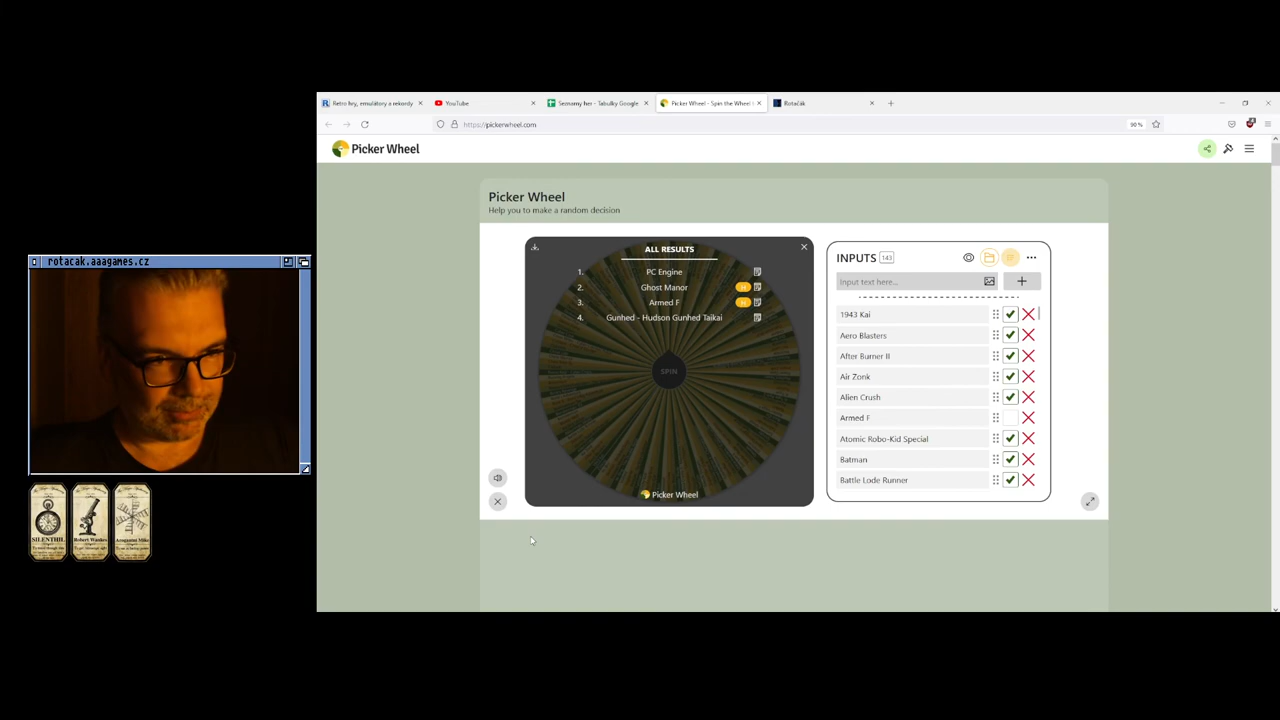 Retro hry, emulátory a rekordy
YouTube
Seznamy her - Tabulky Google
Picker Wheel - Spin the Wheel
Rotačák
https://pickerwheel.com
90%
Picker Wheel
Picker Wheel
Help you to make a random decision
ALL RESULTS
1. PC Engine
2. Ghost Manor
3. Armed F
4. Gunhed - Hudson Gunhed Taikai
SPIN
Picker Wheel
INPUTS 143
Input text here...
1943 Kai
Aero Blasters
After Burner II
Air Zonk
Alien Crush
Armed F
Atomic Robo-Kid Special
Batman
Battle Lode Runner
rotacak.aaagames.cz
SILENTHIL
Robert Waukes